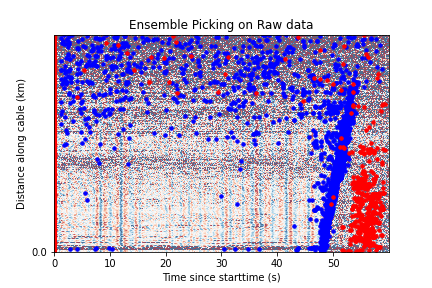 Ensemble Picking on Raw data
Distance along cable (km)
0.0
0 10 20 30 40 50
Time since starttime (s)